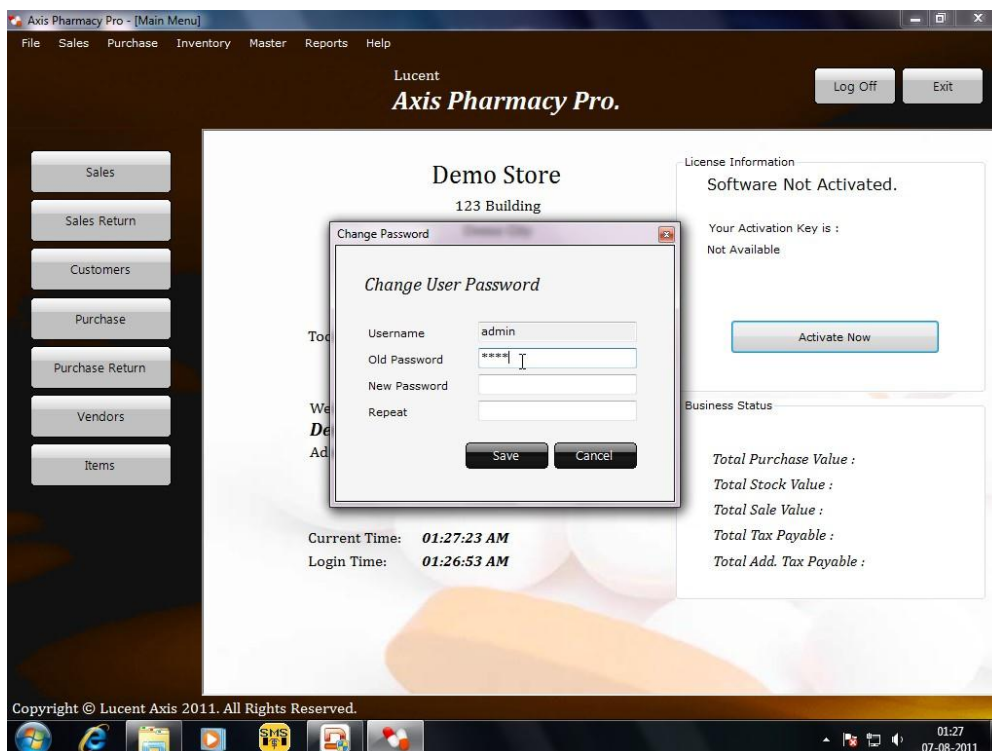 Axis Pharmacy Pro - [Main Menu]
File Sales Purchase Inventory Master Reports Help
Lucent
Axis Pharmacy Pro.
Log Off
Exit
Sales
Sales Return
Customers
Purchase
Purchase Return
Vendors
Items
Demo Store
123 Building
Change Password
Change User Password
Username admin
Old Password ****
New Password
Repeat
Save Cancel
Current Time: 01:27:23 AM
Login Time: 01:26:53 AM
License Information
Software Not Activated.
Your Activation Key is :
Not Available
Activate Now
Business Status
Total Purchase Value :
Total Stock Value :
Total Sale Value :
Total Tax Payable :
Total Add. Tax Payable :
Copyright © Lucent Axis 2011. All Rights Reserved.
SMS
01:27
07-08-2011